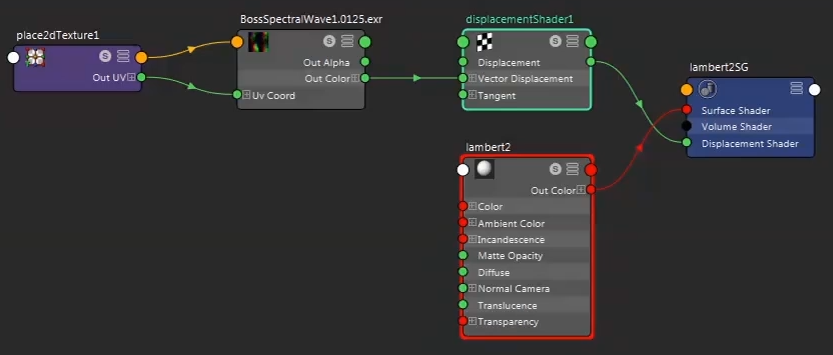 place2dTexture1
Out UV
BossSpectralWave1.0125.exr
Out Alpha
Out Color
Uv Coord
displacementShader1
Displacement
Vector Displacement
Tangent
lambert2
Out Color
Color
Ambient Color
Incandescence
Matte Opacity
Diffuse
Normal Camera
Translucence
Transparency
lambert2SG
Surface Shader
Volume Shader
Displacement Shader